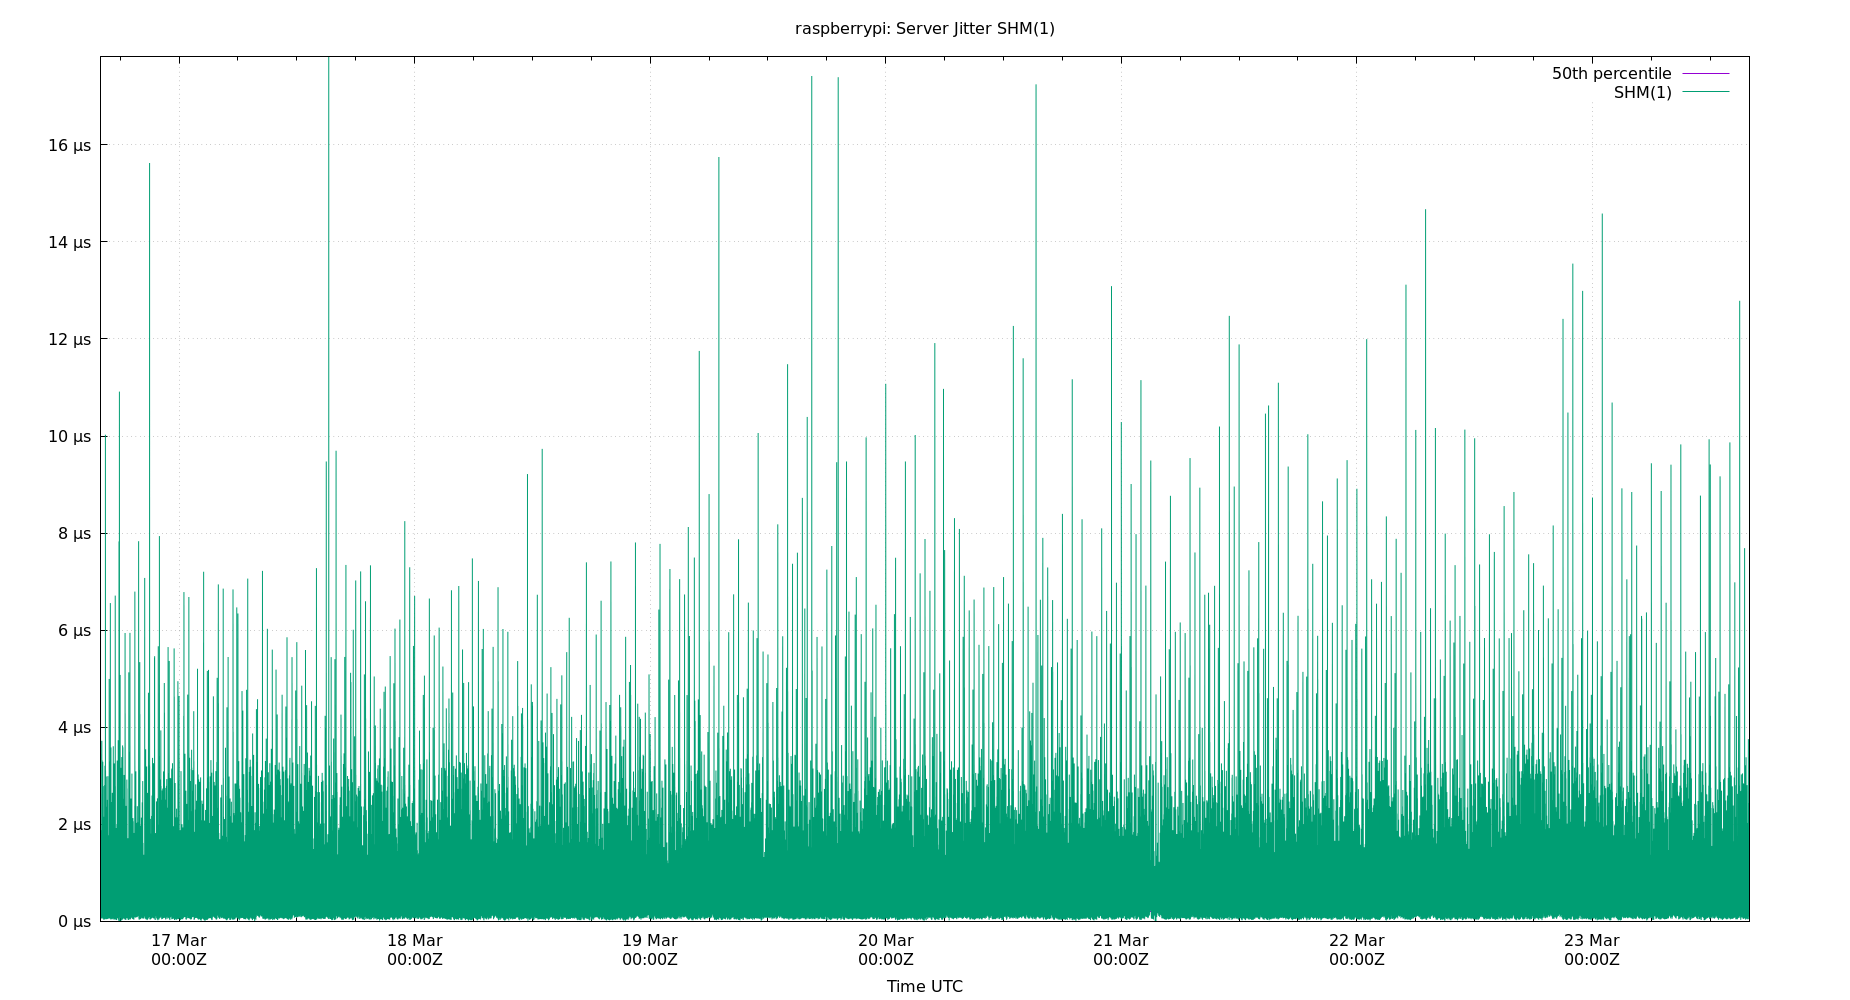 raspberrypi: Server Jitter SHM(1)
50th percentile
SHM(1)
16 µs
14 µs
12 µs
10 µs
8 µs
6 µs
4 µs
2 µs
0 µs
17 Mar 18 Mar 19 Mar 20 Mar 21 Mar 22 Mar 23 Mar
00:00Z 00:00Z 00:00Z 00:00Z 00:00Z 00:00Z 00:00Z
Time UTC